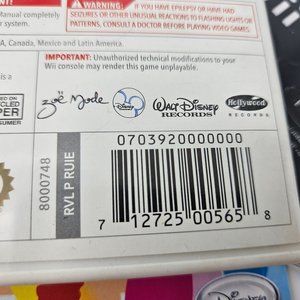 WARNING: IF YOU HAVE EPILEPSY OR HAVE HAD
Manual completely SEIZURES OR OTHER UNUSUAL REACTIONS TO FLASHING LIGHTS OR
PATTERNS, CONSULT A DOCTOR BEFORE PLAYING VIDEO GAMES.
A, Canada, Mexico and Latin America.
IMPORTANT: Unauthorized technical modifications to your
Wii console may render this game unplayable.
is a
zoë mode
Disney
WALT DISNEY RECORDS
Hollywood RECORDS
PER
SUMER
8000748
RVL P RUIE
0703920000000
7 12725 00565 8
Disney